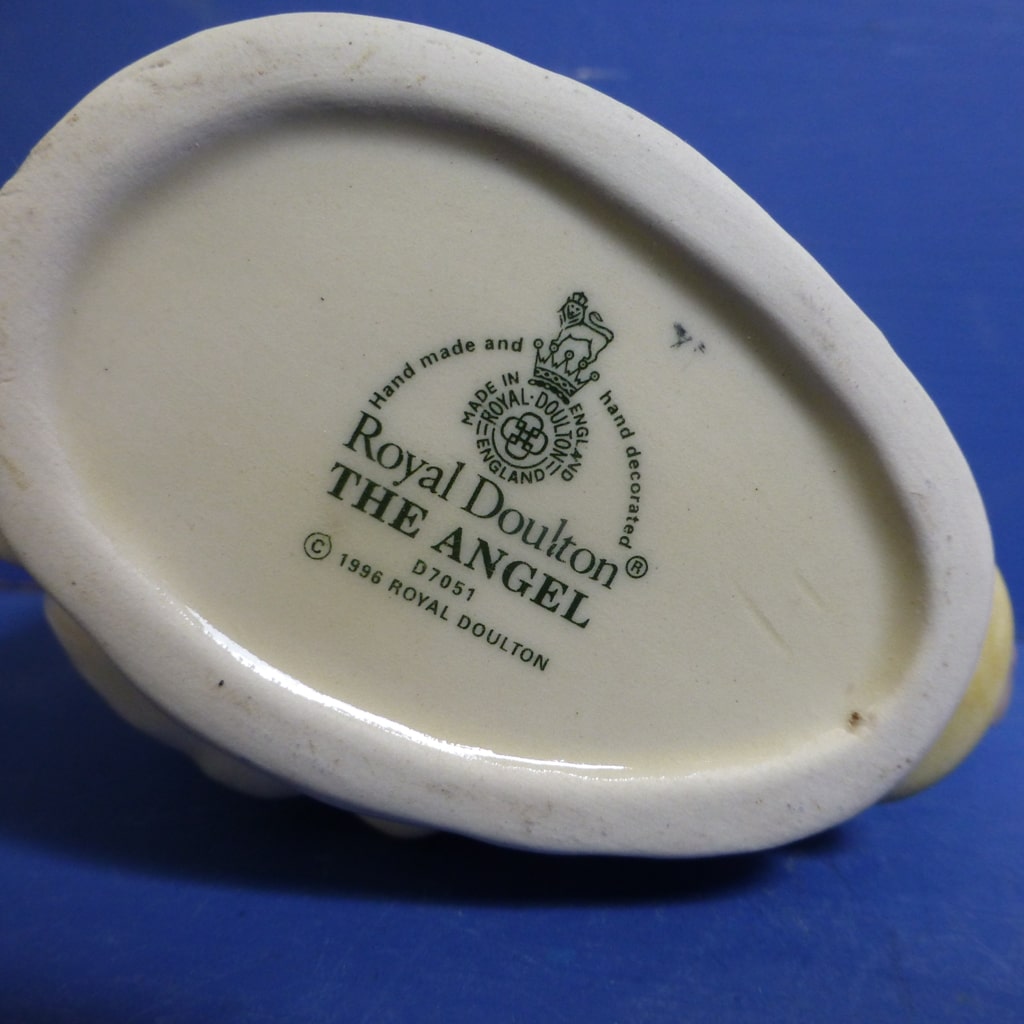 Hand made and hand decorated
MADE IN ENGLAND
ROYAL·DOULTON
ENGLAND
Royal Doulton®
THE ANGEL
D7051
© 1996 ROYAL DOULTON